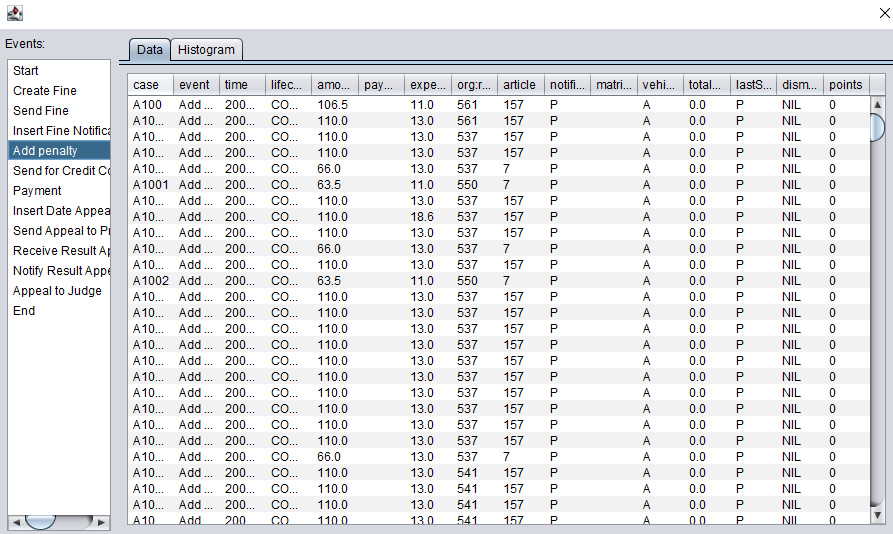 Events:
Start
Create Fine
Send Fine
Insert Fine Notifica
Add penalty
Send for Credit Co
Payment
Insert Date Appea
Send Appeal to Pr
Receive Result Ap
Notify Result Appe
Appeal to Judge
End
Data Histogram
case event time lifec... amo... pay... expe... org:r... article notifi... matri... vehi... total... lastS... dism... points
A100 Add ... 200... CO... 106.5 11.0 561 157 P A 0.0 P NIL 0
A10... Add ... 200... CO... 110.0 13.0 561 157 P A 0.0 P NIL 0
A10... Add ... 200... CO... 110.0 13.0 537 157 P A 0.0 P NIL 0
A10... Add ... 200... CO... 110.0 13.0 537 157 P A 0.0 P NIL 0
A10... Add ... 200... CO... 66.0 13.0 537 7 P A 0.0 P NIL 0
A1001 Add ... 200... CO... 63.5 11.0 550 7 P A 0.0 P NIL 0
A10... Add ... 200... CO... 110.0 13.0 537 157 P A 0.0 P NIL 0
A10... Add ... 200... CO... 110.0 18.6 537 157 P A 0.0 P NIL 0
A10... Add ... 200... CO... 110.0 13.0 537 157 P A 0.0 P NIL 0
A10... Add ... 200... CO... 66.0 13.0 537 7 P A 0.0 P NIL 0
A10... Add ... 200... CO... 110.0 13.0 537 157 P A 0.0 P NIL 0
A1002 Add ... 200... CO... 63.5 11.0 550 7 P A 0.0 P NIL 0
A10... Add ... 200... CO... 110.0 13.0 537 157 P A 0.0 P NIL 0
A10... Add ... 200... CO... 110.0 13.0 537 157 P A 0.0 P NIL 0
A10... Add ... 200... CO... 110.0 13.0 537 157 P A 0.0 P NIL 0
A10... Add ... 200... CO... 110.0 13.0 537 157 P A 0.0 P NIL 0
A10... Add ... 200... CO... 110.0 13.0 537 157 P A 0.0 P NIL 0
A10... Add ... 200... CO... 110.0 13.0 537 157 P A 0.0 P NIL 0
A10... Add ... 200... CO... 110.0 13.0 537 157 P A 0.0 P NIL 0
A10... Add ... 200... CO... 110.0 13.0 537 157 P A 0.0 P NIL 0
A10... Add ... 200... CO... 110.0 13.0 537 157 P A 0.0 P NIL 0
A10... Add ... 200... CO... 110.0 13.0 537 157 P A 0.0 P NIL 0
A10... Add ... 200... CO... 66.0 13.0 537 7 P A 0.0 P NIL 0
A10... Add ... 200... CO... 110.0 13.0 541 157 P A 0.0 P NIL 0
A10... Add ... 200... CO... 110.0 13.0 541 157 P A 0.0 P NIL 0
A10... Add ... 200... CO... 110.0 13.0 541 157 P A 0.0 P NIL 0
A10 Add ... 200... CO... 110.0 13.0 541 157 P A 0.0 P NIL 0